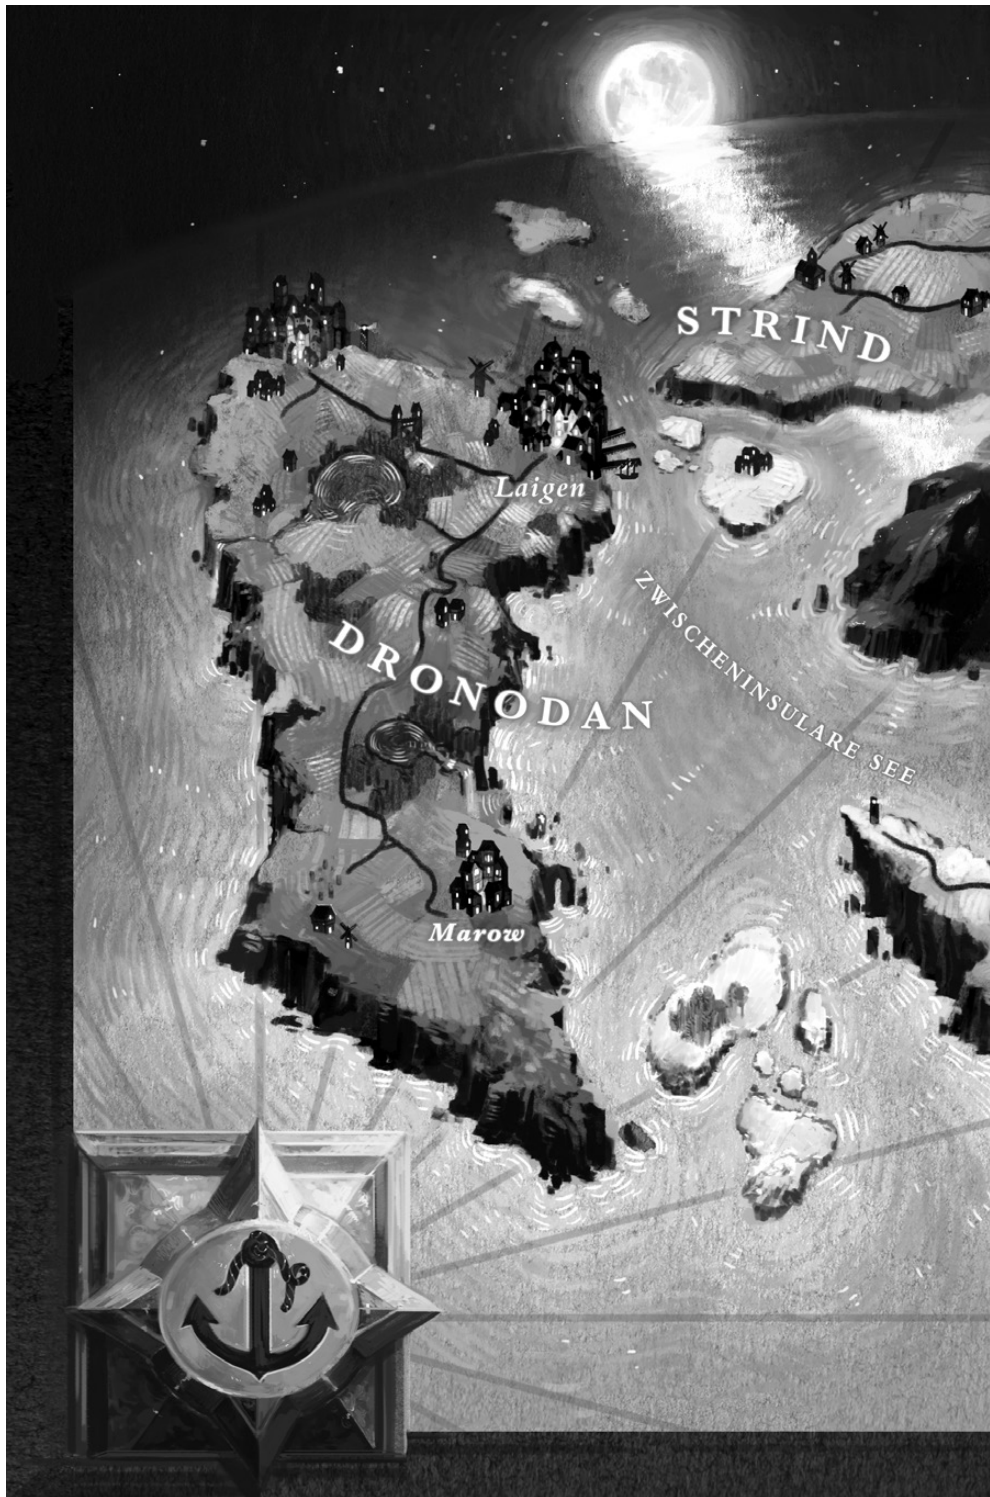 STRIND
Laigen
ZWISCHENINSULARE SEE
DRONODAN
Marow